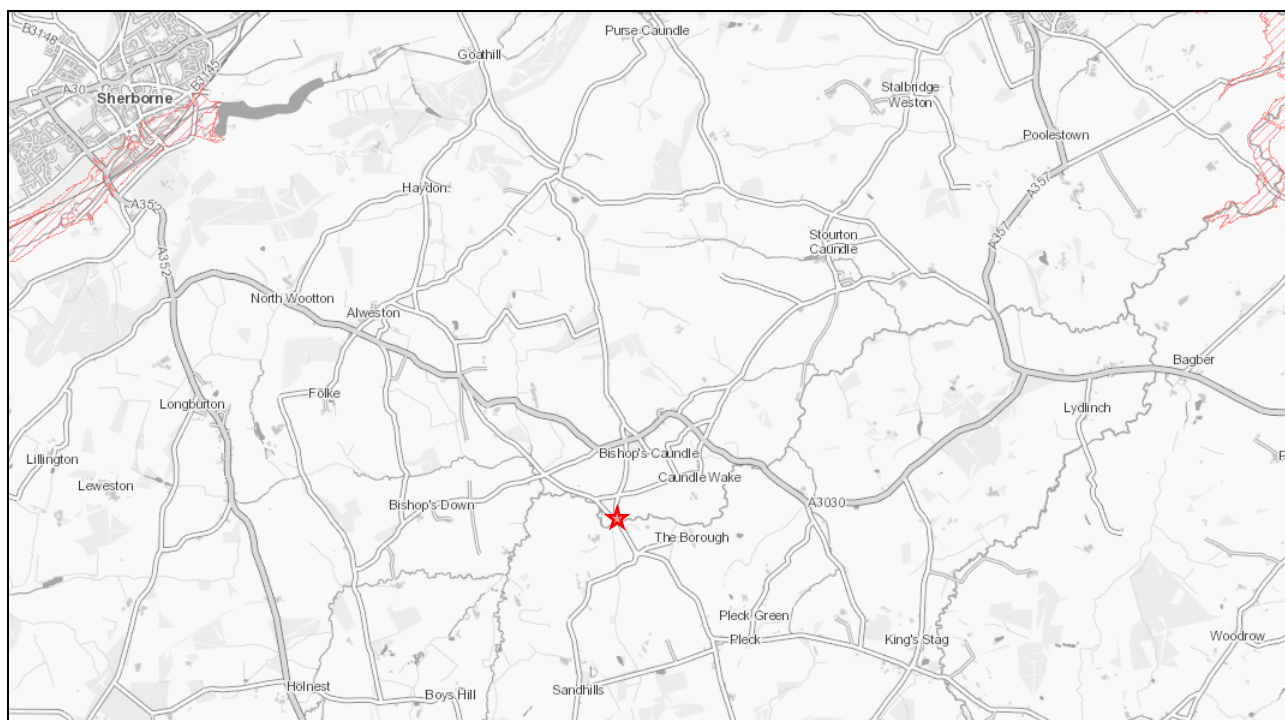 B3148
Purse Caundle
Goathill
B3145
A30
Sherborne
Stalbridge
Weston
Poolestown
A357
Haydon
A352
Stourton
Caundle
A357
A352
North Wootton
Alweston
Bagber
Folke
Longburton
Lydlinch
Bishop's Caundle
Lillington
Caundle Wake
Leweston
Bishop's Down
A3030
The Borough
Pleck Green
Pleck
King's Stag
Woodrow
Holnest
Boys Hill
Sandhills